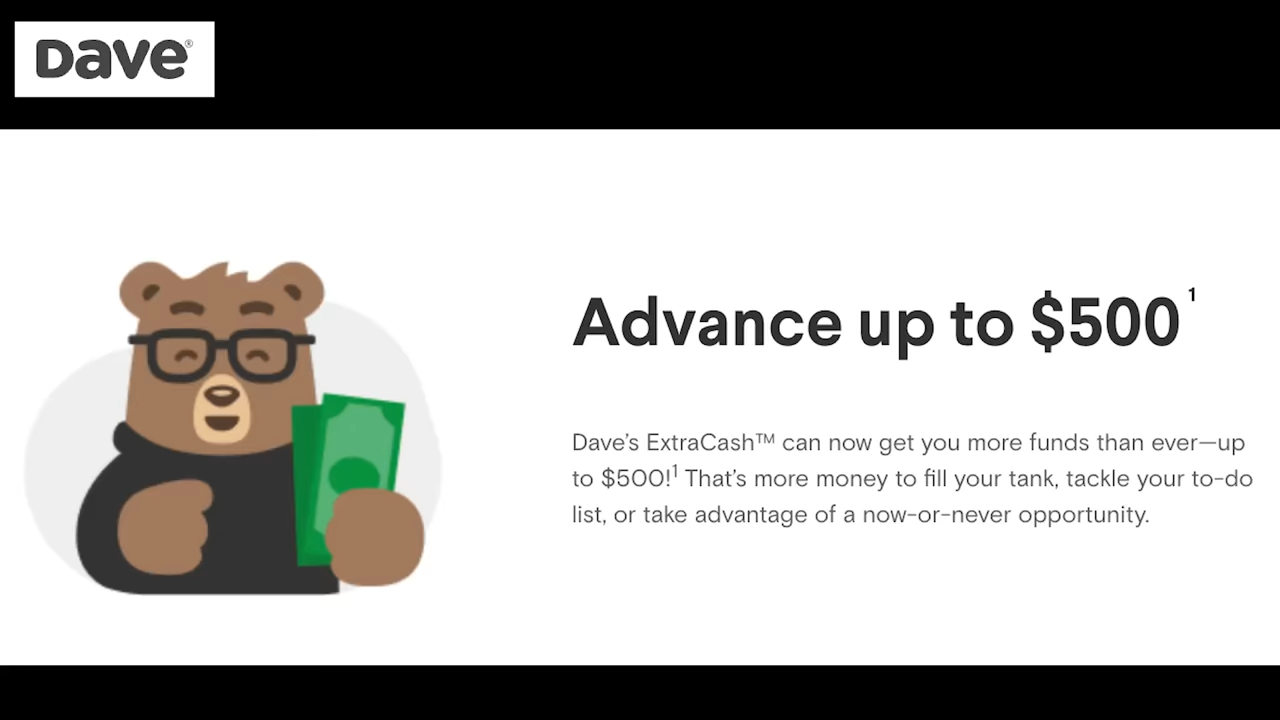 Dave®
Advance up to $500¹
Dave’s ExtraCash™ can now get you more funds than ever—up
to $500!¹ That’s more money to fill your tank, tackle your to-do
list, or take advantage of a now-or-never opportunity.